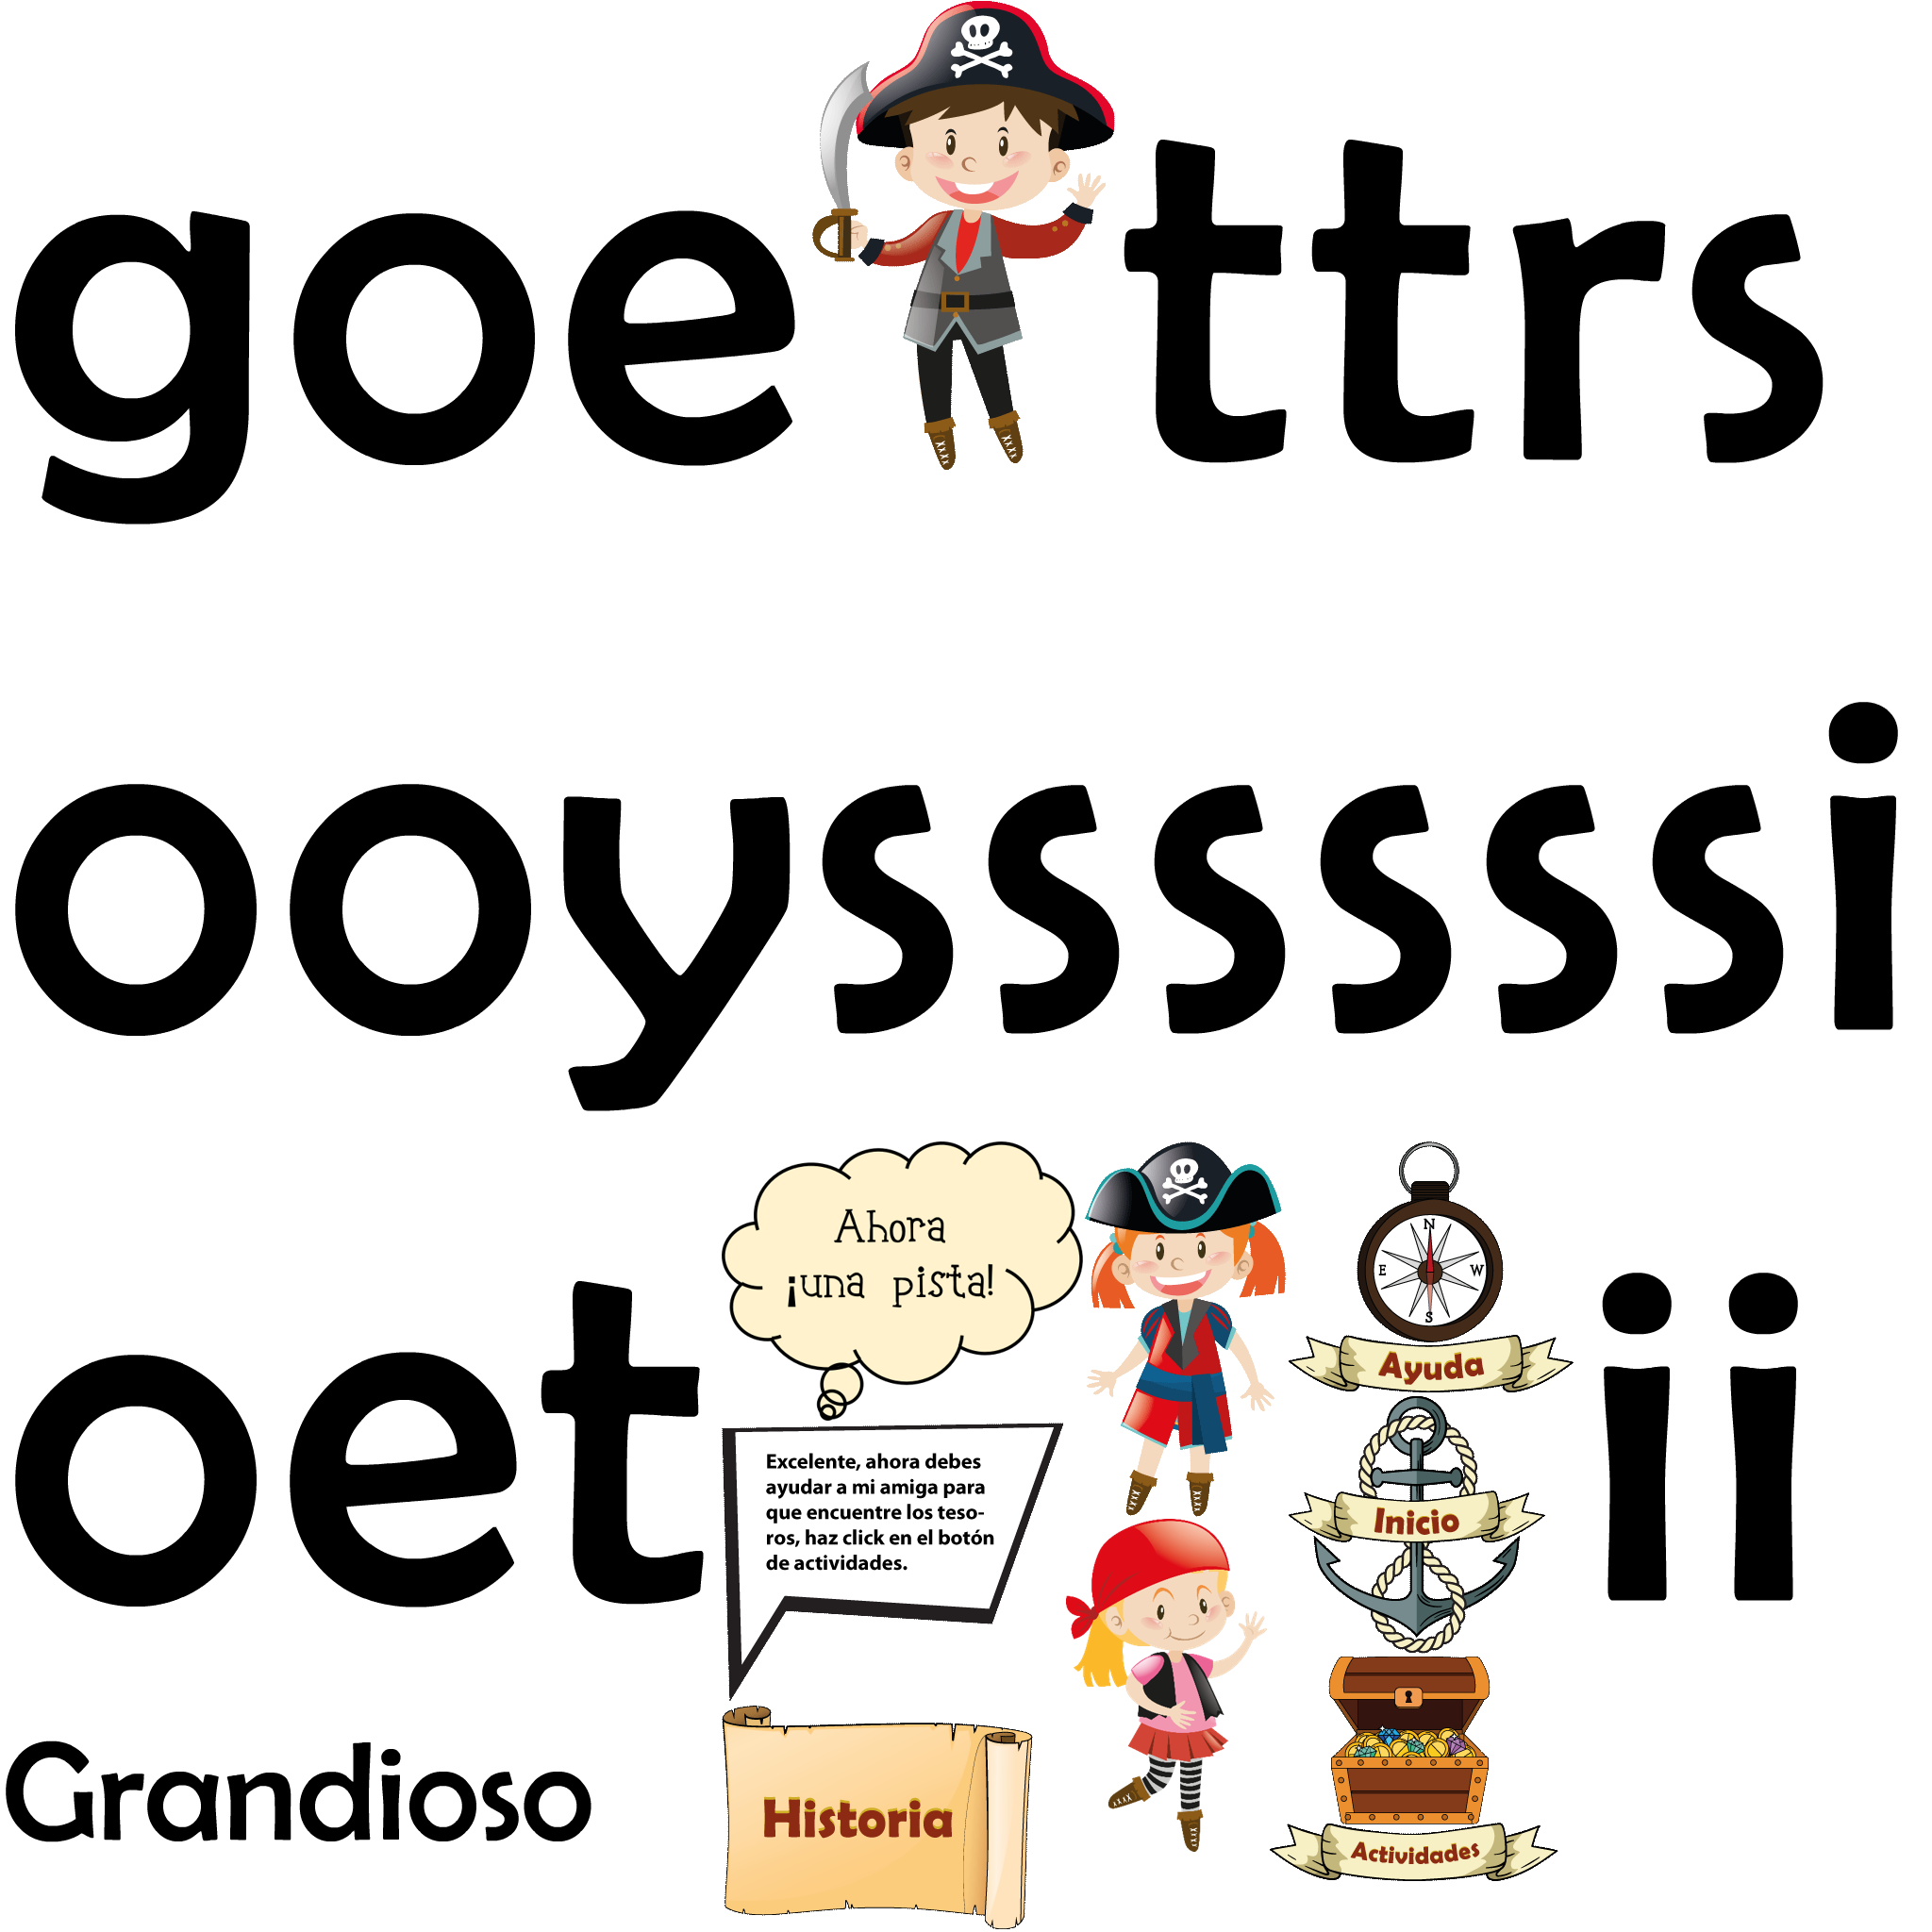 goe ttrs
ooyssssssi
oet
ii
Ahora
¡una pista!
Excelente, ahora debes
ayudar a mi amiga para
que encuentre los teso-
ros, haz click en el botón
de actividades.
N
E W
S
Ayuda
Inicio
Grandioso
Historia
Actividades